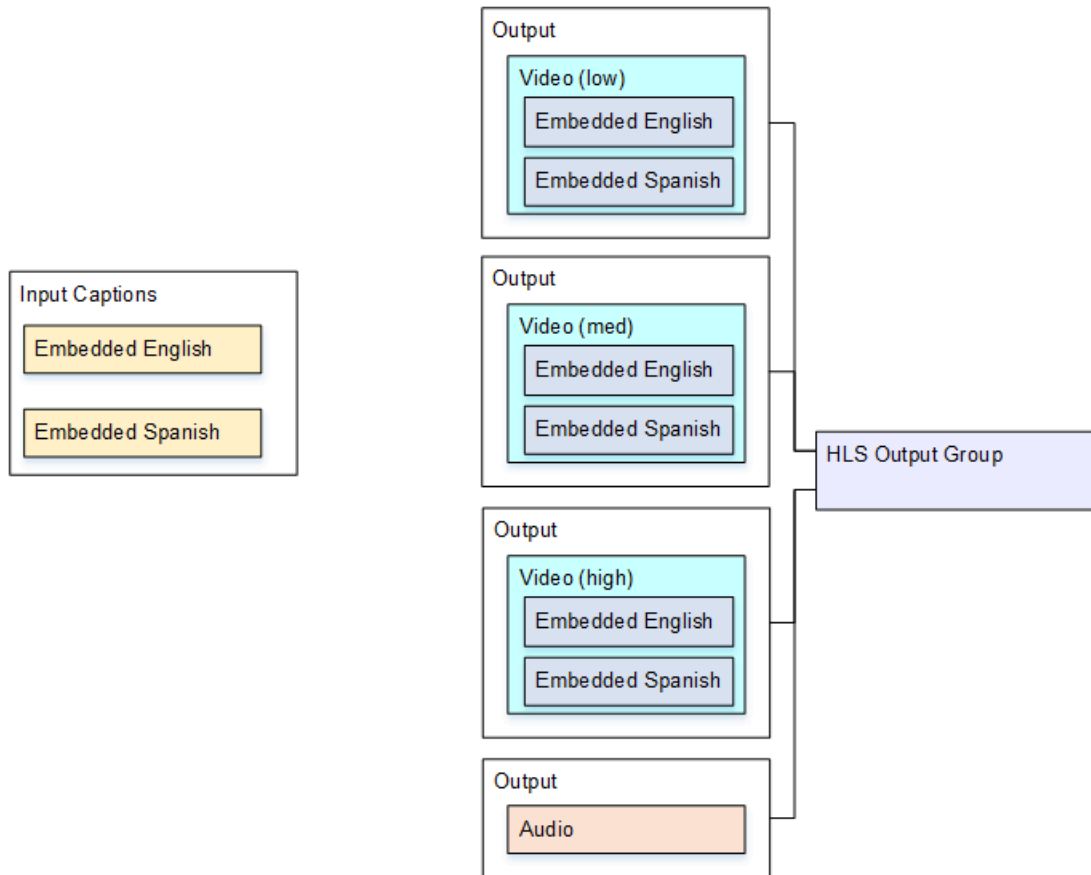 Input Captions
Embedded English
Embedded Spanish
Output
Video (low)
Embedded English
Embedded Spanish
Output
Video (med)
Embedded English
Embedded Spanish
Output
Video (high)
Embedded English
Embedded Spanish
Output
Audio
HLS Output Group